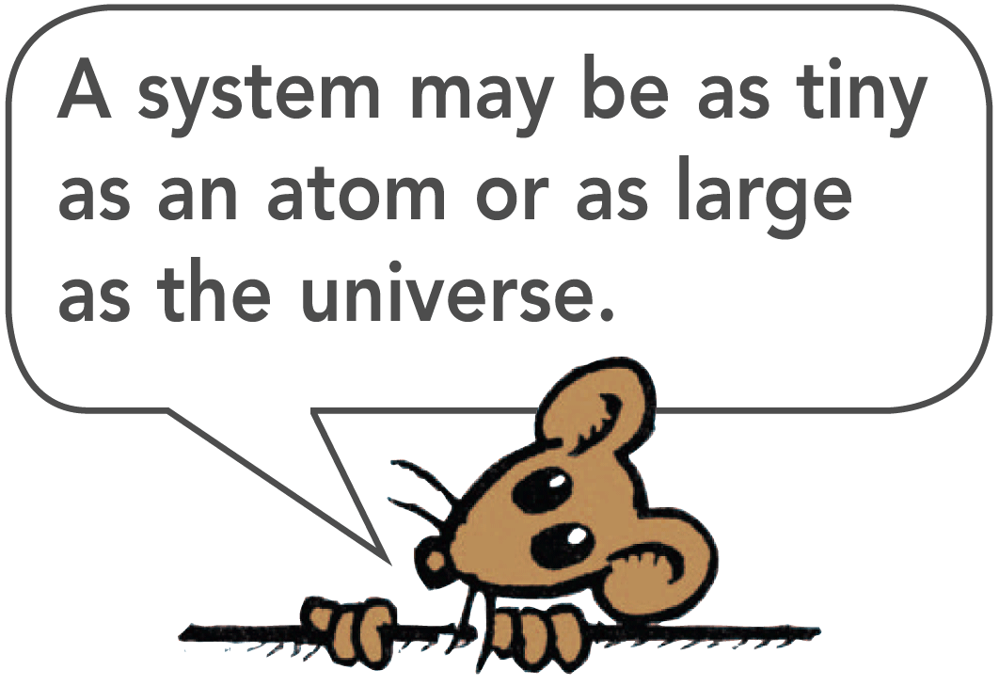 A system may be as tiny
as an atom or as large
as the universe.